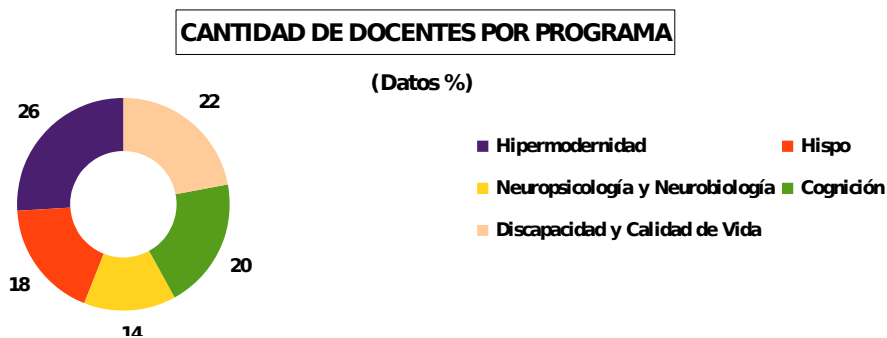 CANTIDAD DE DOCENTES POR PROGRAMA
(Datos %)
22
26
Hipermodernidad
Hispo
Neuropsicología y Neurobiología
Cognición
Discapacidad y Calidad de Vida
20
18
14